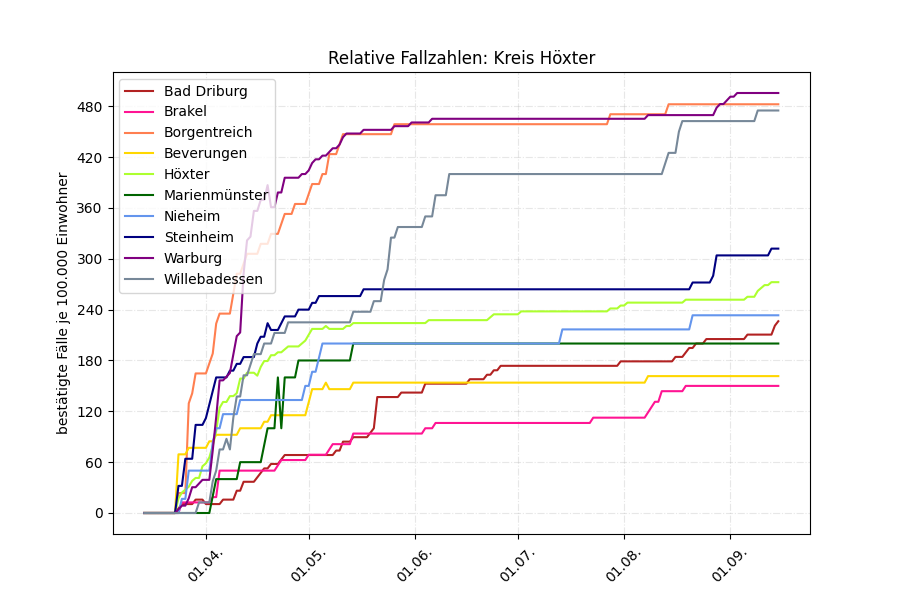 Relative Fallzahlen: Kreis Höxter
bestätigte Fälle je 100.000 Einwohner
480
420
360
300
240
180
120
60
0
Bad Driburg
Brakel
Borgentreich
Beverungen
Höxter
Marienmünster
Nieheim
Steinheim
Warburg
Willebadessen
01.04.
01.05.
01.06.
01.07.
01.08.
01.09.